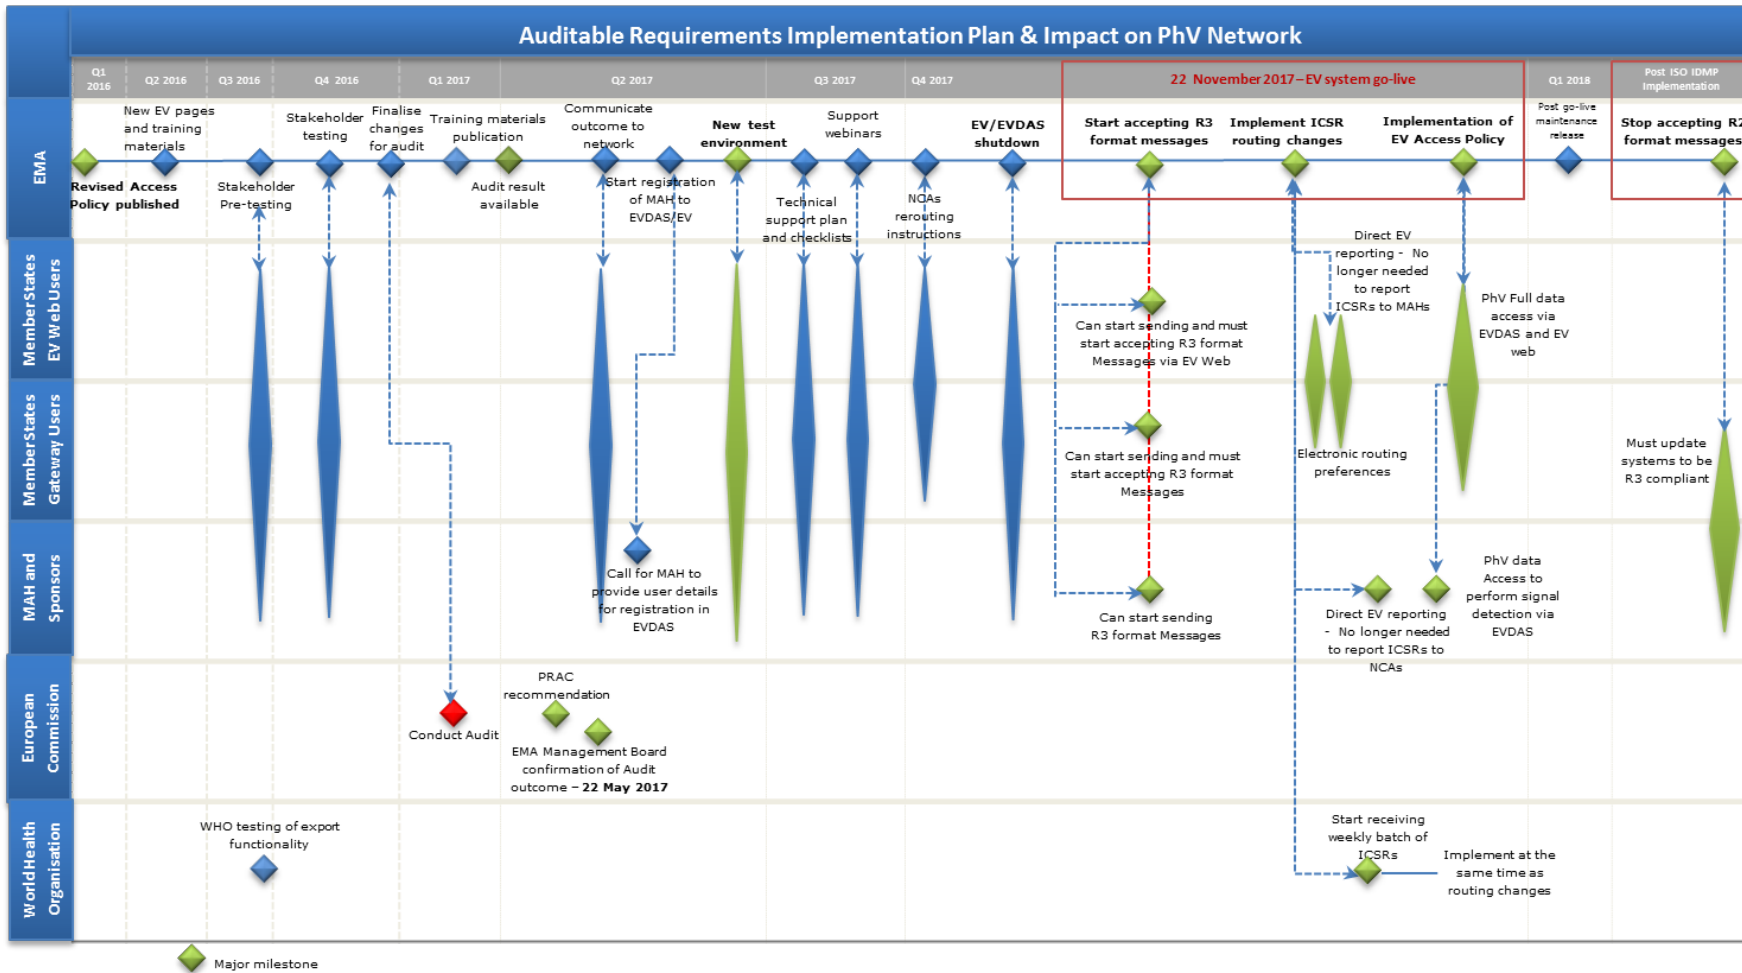 Auditable Requirements Implementation Plan & Impact on PhV Network
Q1
2016
Q2 2016
Q3 2016
Q4 2016
Q1 2017
Q2 2017
Q3 2017
Q4 2017
22 November 2017–EV system go-live
Q1 2018
Post ISO IDMP
Implementation
EMA
New EV pages
and training
materials
Stakeholder
testing
Finalise
changes
for audit
Training materials
publication
Communicate
outcome to
network
New test
environment
Support
webinars
EV/EVDAS
shutdown
Start accepting R3
format messages
Implement ICSR
routing changes
Implementation of
EV Access Policy
Post go-live
maintenance
release
Stop accepting R2
format messages
Revised Access
Policy published
Stakeholder
Pre-testing
Audit result
available
Start registration
of MAH to
EVDAS/EV
Technical
support plan
and checklists
NCAs
rerouting
instructions
MemberStates
EV Web Users
Direct EV
reporting - No
longer needed
to report
ICSRs to MAHs
PhV Full data
access via
EVDAS and EV
web
Can start sending and must
start accepting R3 format
Messages via EV Web
MemberStates
Gateway Users
Can start sending and must
start accepting R3 format
Messages
Electronic routing
preferences
Must update
systems to be
R3 compliant
MAH and
Sponsors
Call for MAH to
provide user details
for registration in
EVDAS
Can start sending
R3 format Messages
Direct EV reporting
- No longer needed
to report ICSRs to
NCAs
PhV data
Access to
perform signal
detection via
EVDAS
European
Commission
Conduct Audit
PRAC
recommendation
EMA Management Board
confirmation of Audit
outcome – 22 May 2017
WorldHealth
Organisation
WHO testing of export
functionality
Start receiving
weekly batch of
ICSRs
Implement at the
same time as
routing changes
Major milestone